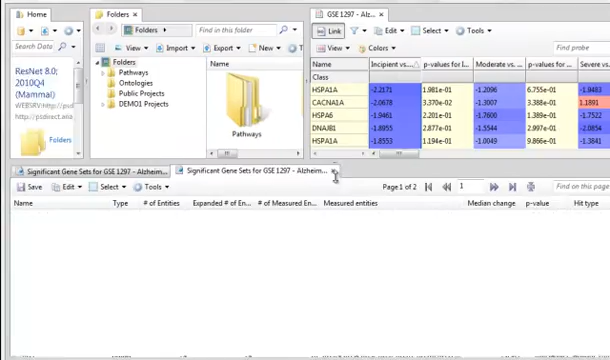 Home
Search Data
ResNet 8.0;
2010Q4
(Mammal)
Folders
Folders
Folders
Find in this folder
View
Import
Export
New
Folders
Pathways
Ontologies
Public Projects
DEMO1 Projects
Name
Pathways
GSE 1297 - Alz...
Link
Edit
Select
Tools
View
Colors
Find probe
Name Incipient vs... p-values for I... Moderate vs. ... p-values for ... Severe vs.
Class
HSPA1A -2.2171 1.981e-01 -1.2096 6.755e-01 -1.9483
CACNA1A -2.0678 3.370e-02 -1.3007 3.388e-01 1.1891
HSPA6 -1.9461 2.201e-01 -1.7600 1.389e-01 -1.7522
DNAJB1 -1.8955 2.877e-01 -1.5544 2.997e-01 -2.0854
HSPA1A -1.8553 1.194e-01 -1.0049 9.866e-01 -1.3841
Significant Gene Sets for GSE 1297 - Alzheim...
Significant Gene Sets for GSE 1297 - Alzheim...
Save
Edit
Select
Tools
Page 1 of 2
1
Find on this page
Name Type # of Entities Expanded # of En... # of Measured En... Measured entities Median change p-value Hit type